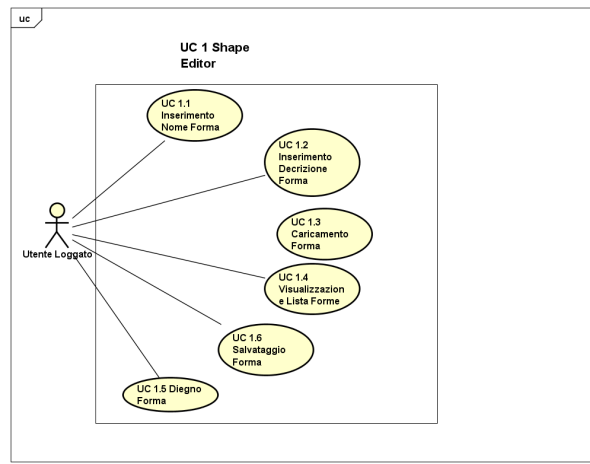 uc
UC 1 Shape
Editor
UC 1.1
Inserimento
Nome Forma
UC 1.2
Inserimento
Decrizione
Forma
UC 1.3
Caricamento
Forma
Utente Loggato
UC 1.4
Visualizzazion
e Lista Forme
UC 1.6
Salvataggio
Forma
UC 1.5 Diegno
Forma